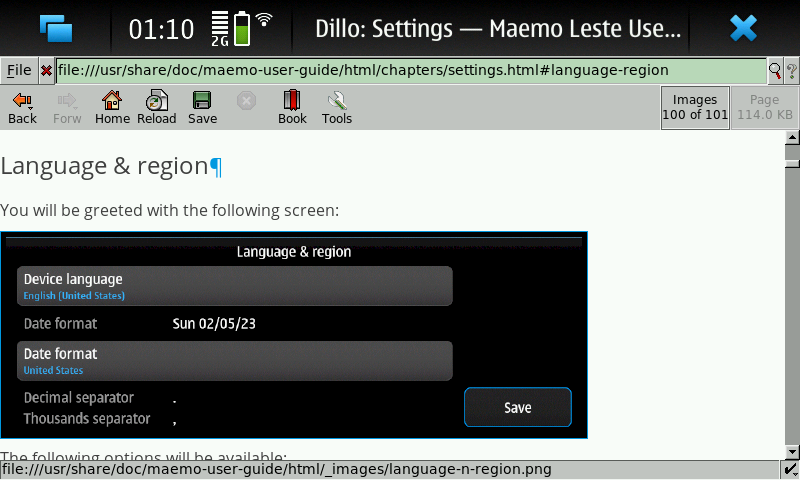 01:10 2G Dillo: Settings — Maemo Leste Use...
File file:///usr/share/doc/maemo-user-guide/html/chapters/settings.html#language-region ?
Back Forw Home Reload Save Book Tools
Images
100 of 101
Page
114.0 KB
Language & region¶
You will be greeted with the following screen:
Language & region
Device language
English (United States)
Date format Sun 02/05/23
Date format
United States
Decimal separator .
Thousands separator ,
Save
The following options will be available:
file:///usr/share/doc/maemo-user-guide/html/_images/language-n-region.png